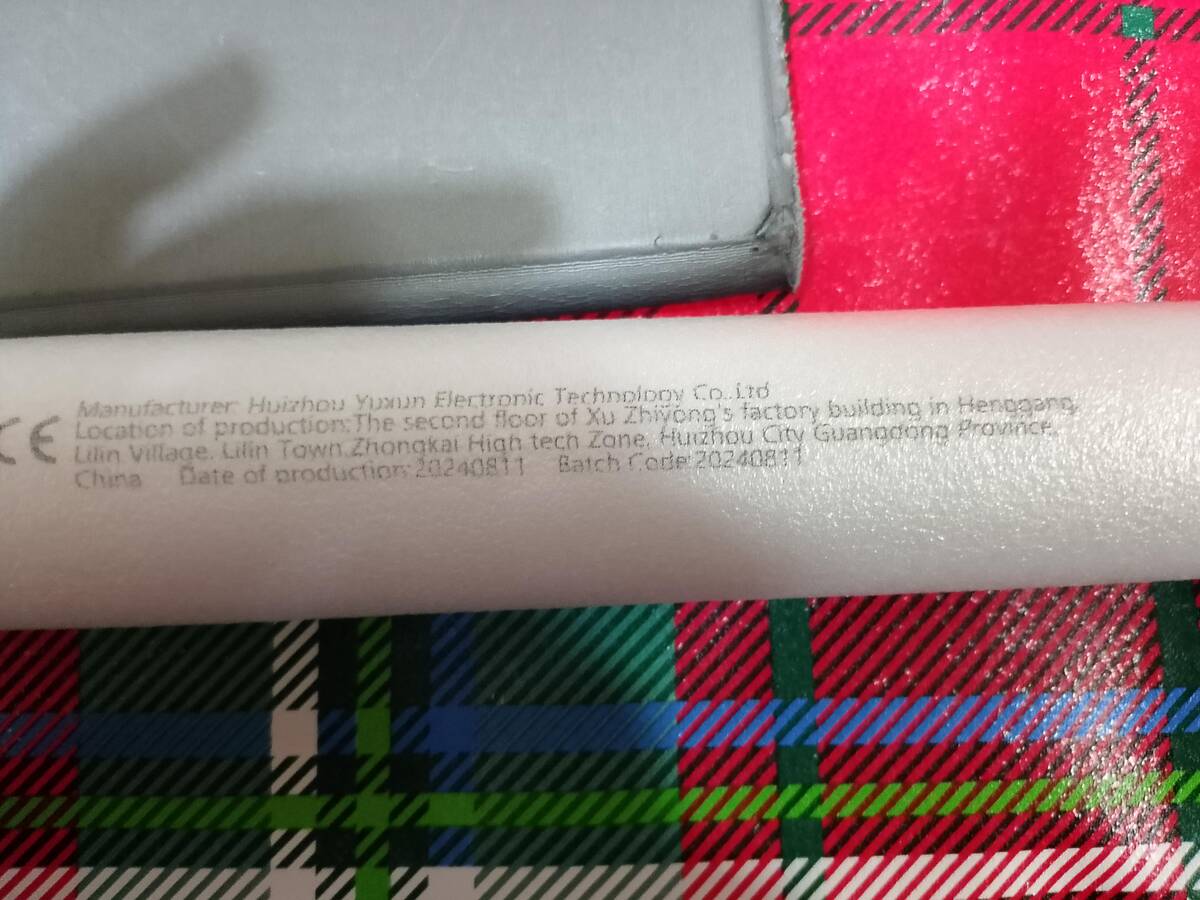 CE
Manufacturer: Huizhou Yuxun Electronic Technology Co.,Ltd
Location of production:The second floor of Xu Zhiyong's factory building in Henggang,
Lilin Village, Lilin Town,Zhongkai High tech Zone, Huizhou City Guangdong Province,
China Date of production:20240811 Batch Code:20240811